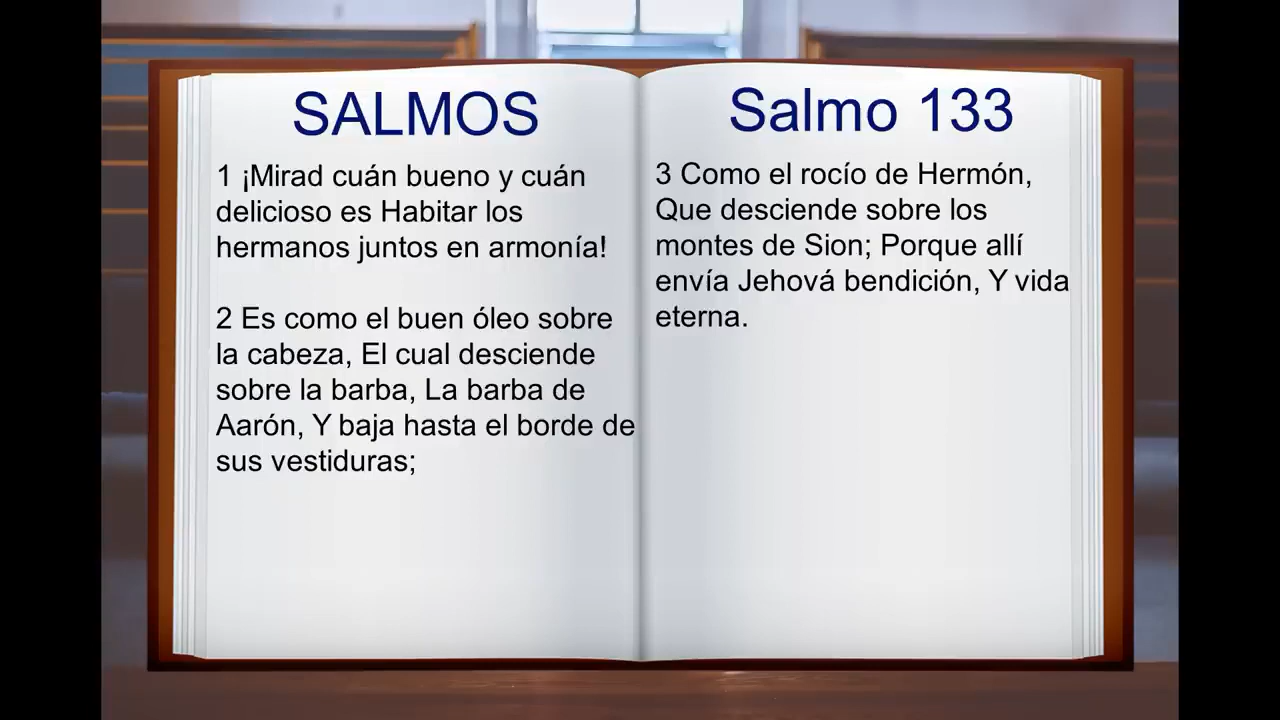 SALMOS
1 ¡Mirad cuán bueno y cuán
delicioso es Habitar los
hermanos juntos en armonía!
2 Es como el buen óleo sobre
la cabeza, El cual desciende
sobre la barba, La barba de
Aarón, Y baja hasta el borde de
sus vestiduras;
Salmo 133
3 Como el rocío de Hermón,
Que desciende sobre los
montes de Sion; Porque allí
envía Jehová bendición, Y vida
eterna.